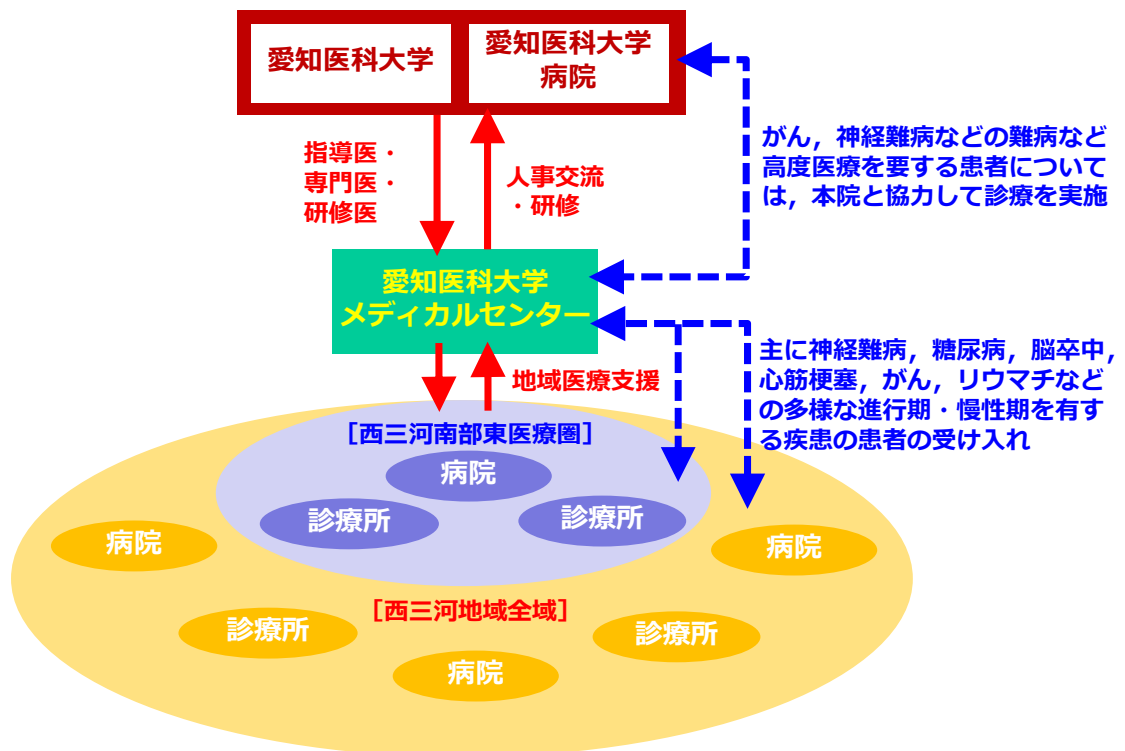 愛知医科大学
愛知医科大学
病院
がん，神経難病などの難病など
高度医療を要する患者について
は，本院と協力して診療を実施
指導医・
専門医・
研修医
人事交流
・研修
愛知医科大学
メディカルセンター
主に神経難病，糖尿病，脳卒中，
心筋梗塞，がん，リウマチなど
の多様な進行期・慢性期を有す
る疾患の患者の受け入れ
地域医療支援
［西三河南部東医療圏］
病院
診療所
診療所
病院
病院
［西三河地域全域］
診療所
診療所
病院